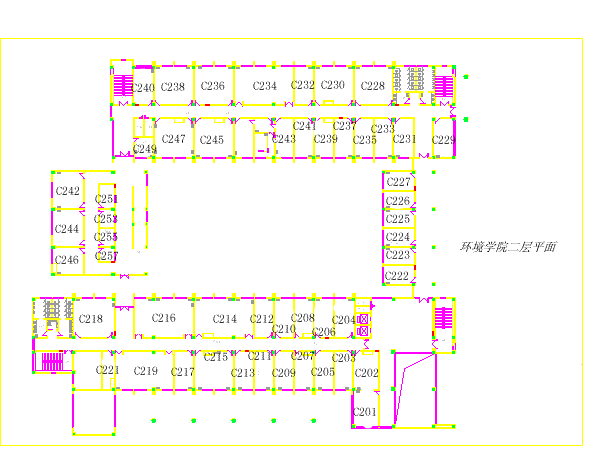 C240 C238 C236 C234 C232 C230 C228
C249 C247 C245 C243 C241 C239 C237 C235 C233 C231 C229
C242 C251 C227
C253 C226
C244 C225
C255 C224
C246 C257 C223
C222
环境学院二层平面
C218 C216 C214 C212 C210 C208 C206 C204
C221 C219 C217 C215 C213 C211 C209 C207 C205 C203 C202
C201